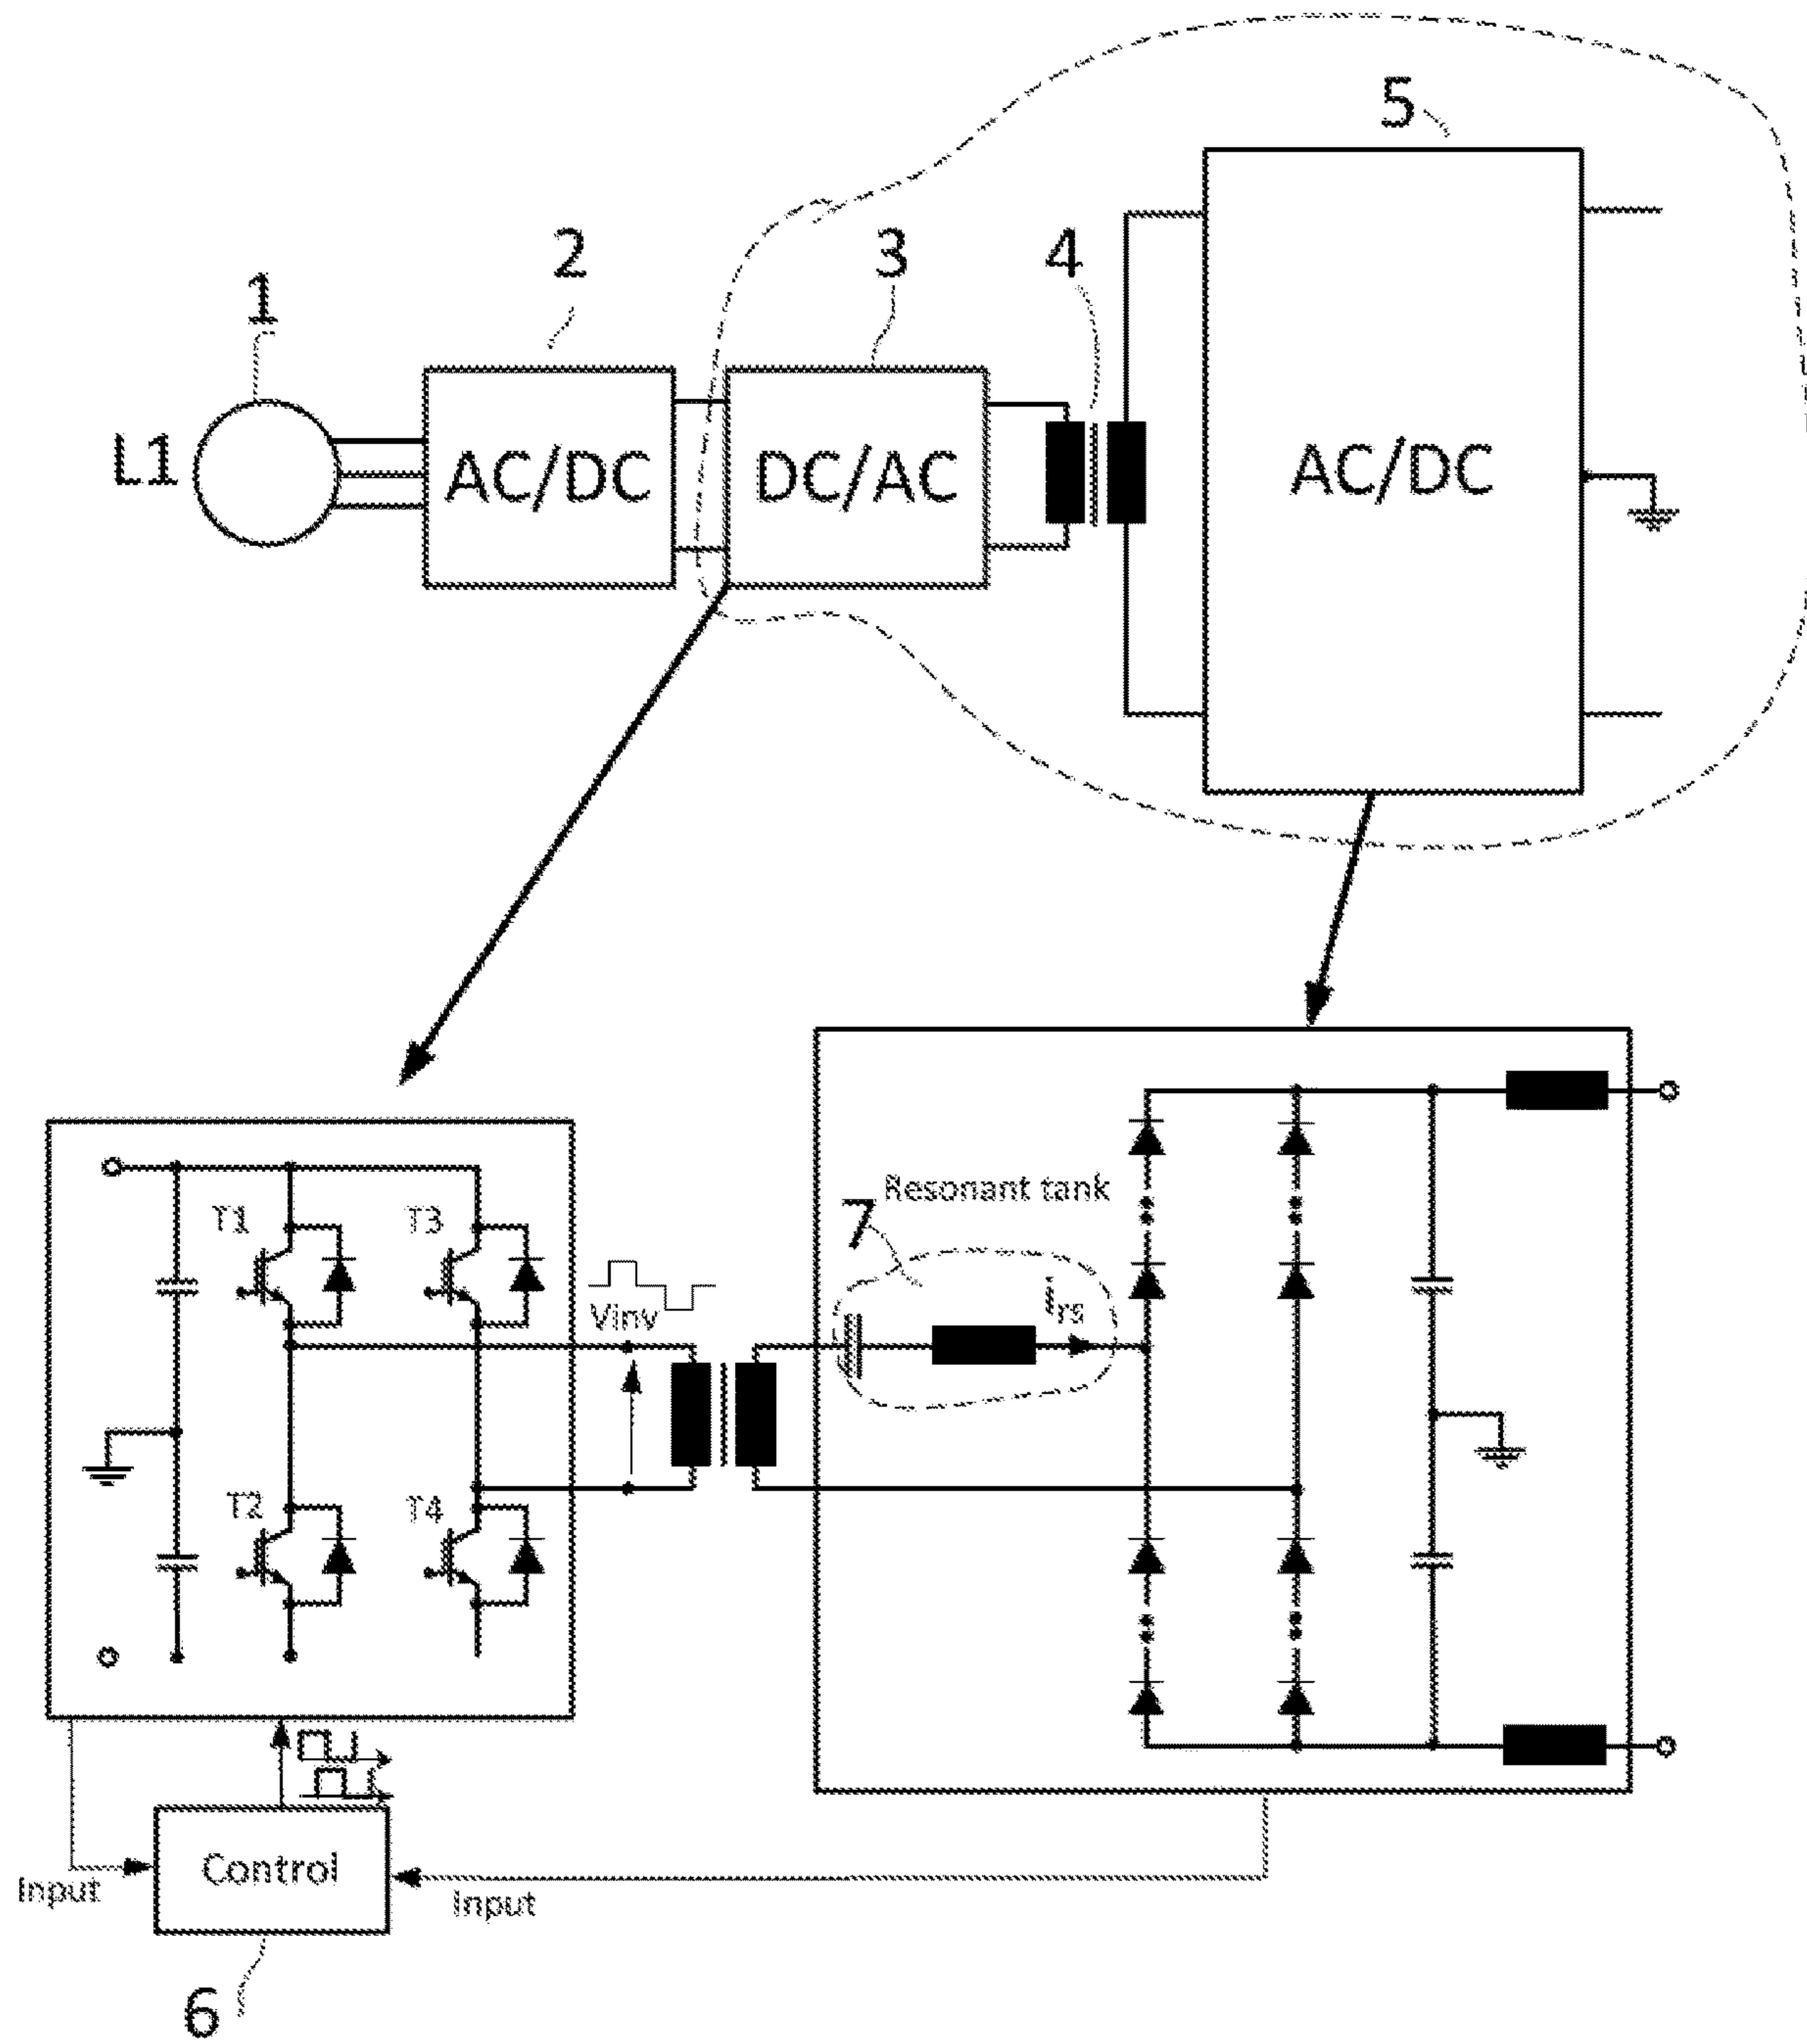 5
2
3
4
1
L1
AC/DC
DC/AC
AC/DC
Resonant tank
7
T1
T3
irs
Vinv
T2
T4
Control
Input
Input
6